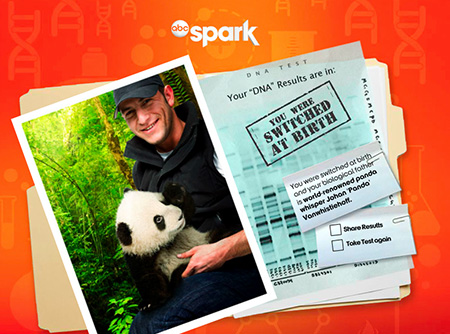 abc spark
DNA TEST
Your "DNA" Results are in:
YOU WERE
SWITCHED
AT BIRTH
You were switched at birth
and your biological father
is world-renowned panda
whisper Johan 'Panda'
Vanwhistlehoff.
Share Results
Take Test again